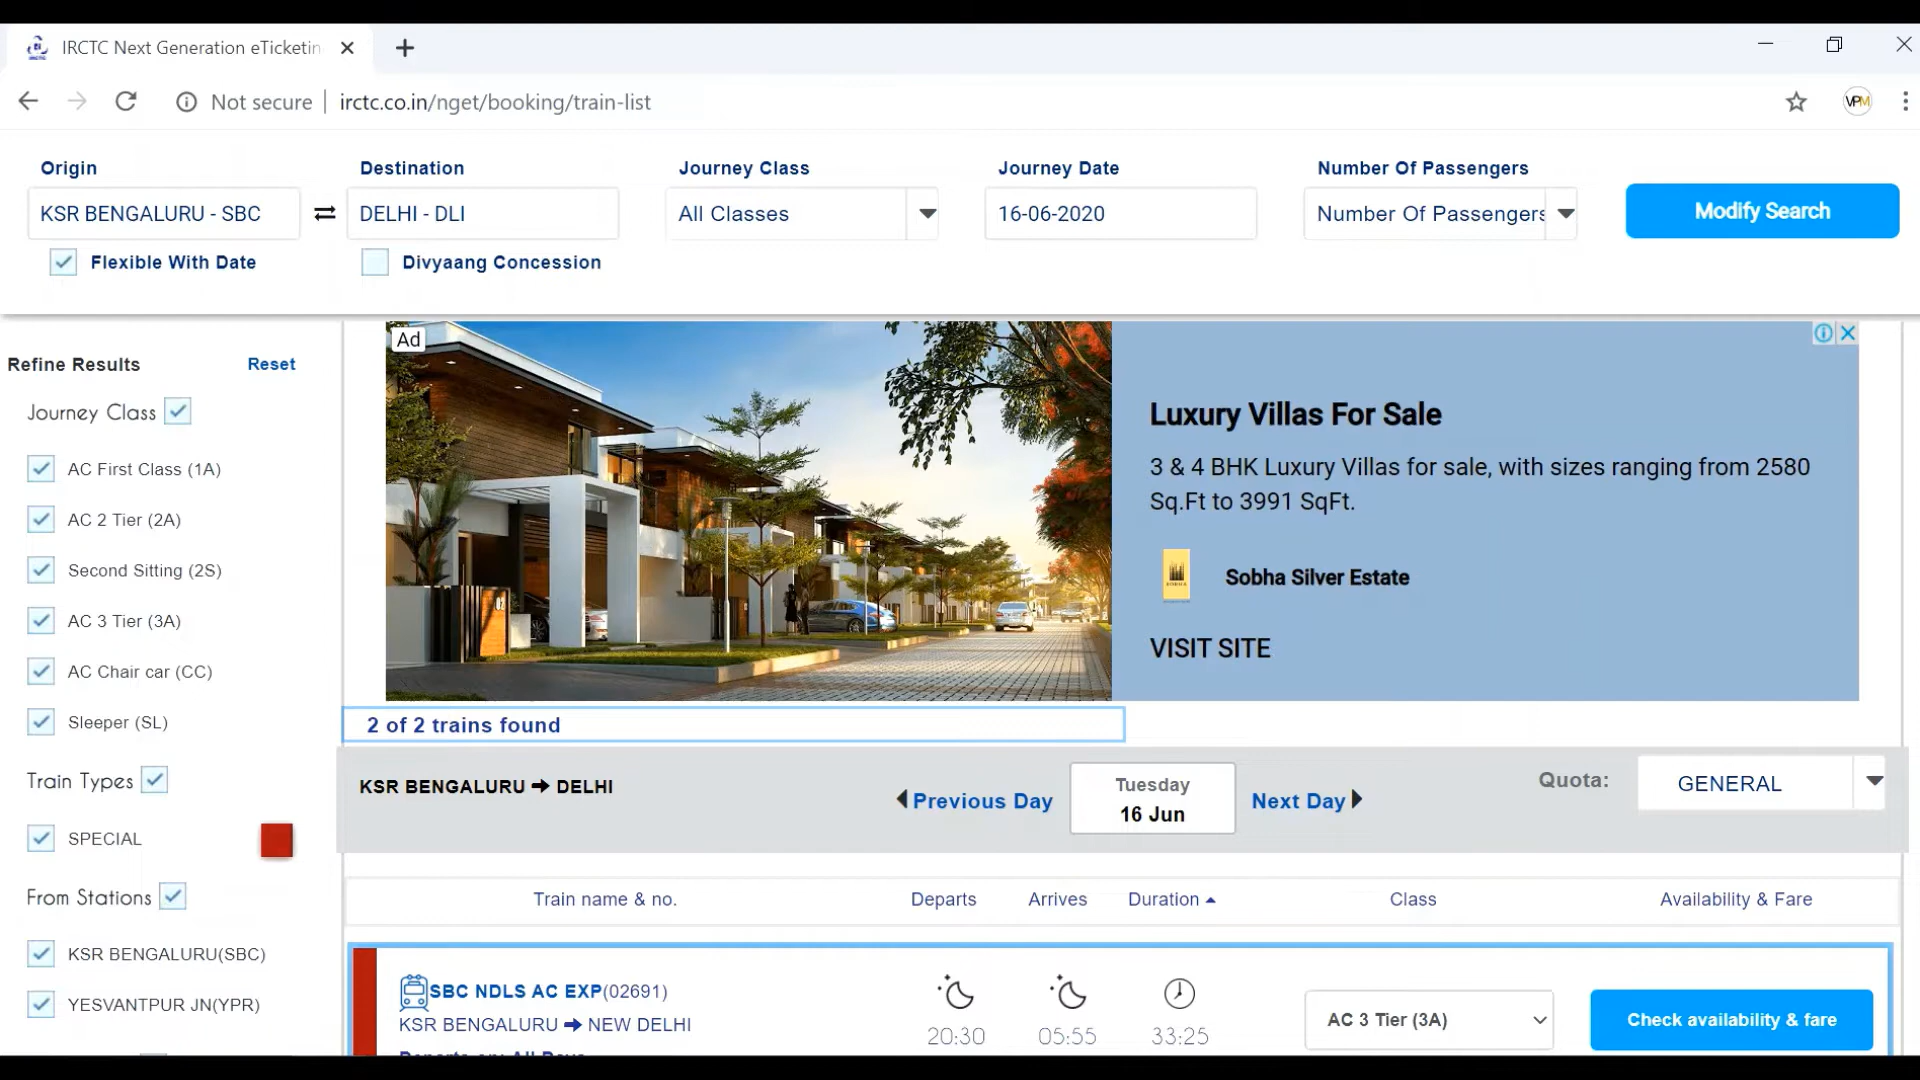 IRCTC Next Generation eTicketin
Not secure | irctc.co.in/nget/booking/train-list
VPM
Origin
Destination
Journey Class
Journey Date
Number Of Passengers
KSR BENGALURU - SBC
DELHI - DLI
All Classes
16-06-2020
Number Of Passengers
Modify Search
Flexible With Date
Divyaang Concession
Refine Results
Reset
Journey Class
AC First Class (1A)
AC 2 Tier (2A)
Second Sitting (2S)
AC 3 Tier (3A)
AC Chair car (CC)
Sleeper (SL)
Train Types
SPECIAL
From Stations
KSR BENGALURU(SBC)
YESVANTPUR JN(YPR)
Ad
02
Luxury Villas For Sale
3 & 4 BHK Luxury Villas for sale, with sizes ranging from 2580
Sq.Ft to 3991 SqFt.
Sobha Silver Estate
VISIT SITE
2 of 2 trains found
KSR BENGALURU ➔ DELHI
Previous Day
Tuesday
16 Jun
Next Day
Quota:
GENERAL
Train name & no.
Departs
Arrives
Duration
Class
Availability & Fare
SBC NDLS AC EXP(02691)
KSR BENGALURU ➔ NEW DELHI
20:30
05:55
33:25
AC 3 Tier (3A)
Check availability & fare